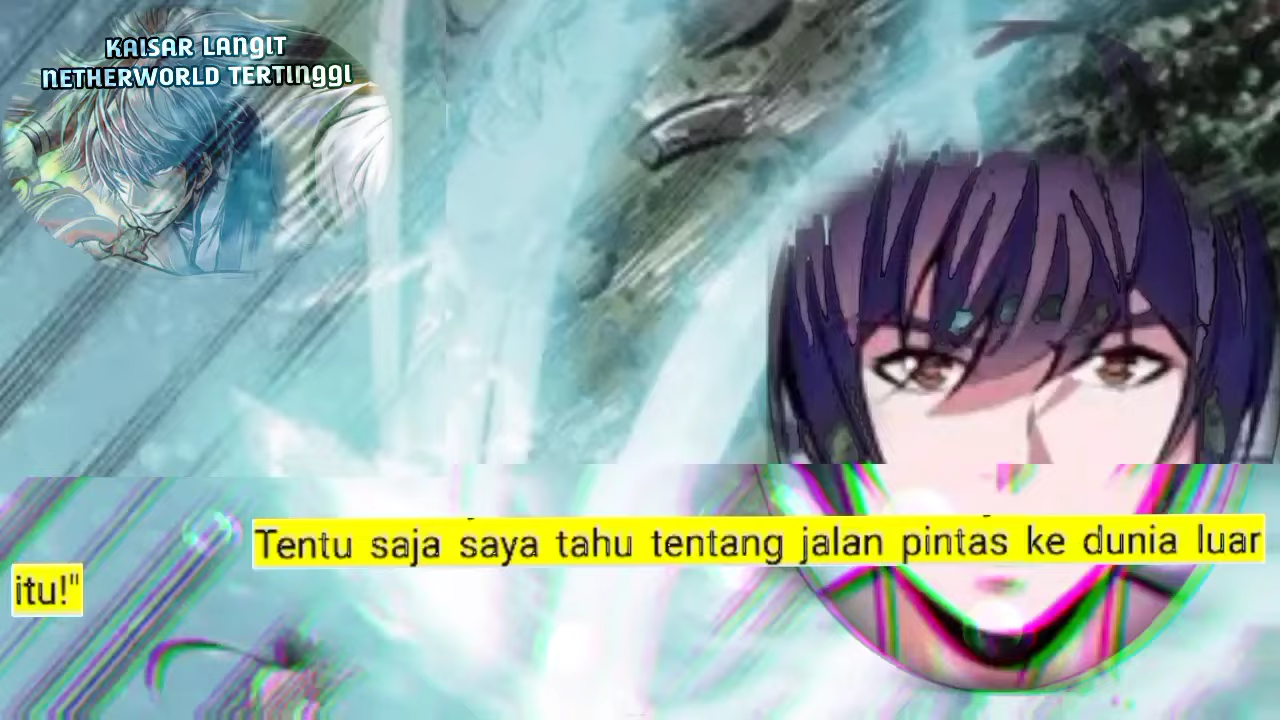 KAISAR LANGIT
NETHERWORLD TERTINGGI
Tentu saja saya tahu tentang jalan pintas ke dunia luar
itu!"